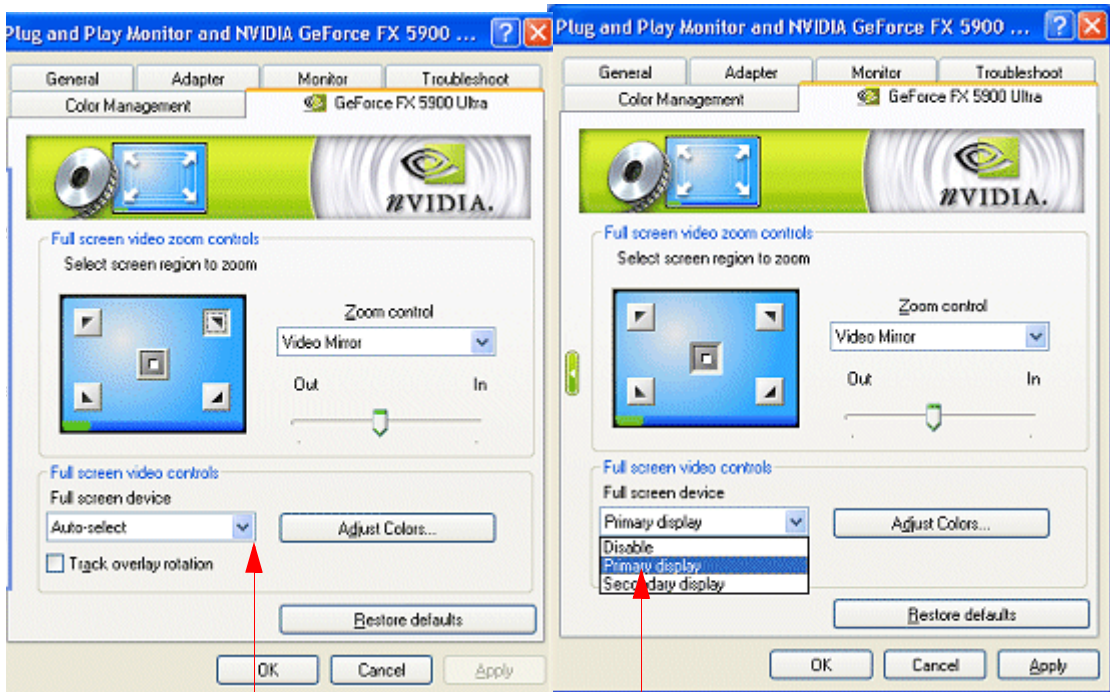 Plug and Play Monitor and NVIDIA GeForce FX 5900 ...
General Adapter Monitor Troubleshoot
Color Management GeForce FX 5900 Ultra
nVIDIA.
Full screen video zoom controls
Select screen region to zoom
Zoom control
Video Mirror
Out In
Full screen video controls
Full screen device
Auto-select
Adjust Colors...
Track overlay rotation
Restore defaults
OK Cancel Apply
Plug and Play Monitor and NVIDIA GeForce FX 5900 ...
General Adapter Monitor Troubleshoot
Color Management GeForce FX 5900 Ultra
nVIDIA.
Full screen video zoom controls
Select screen region to zoom
Zoom control
Video Mirror
Out In
Full screen video controls
Full screen device
Primary display
Adjust Colors...
Disable
Primary display
Secondary display
Restore defaults
OK Cancel Apply